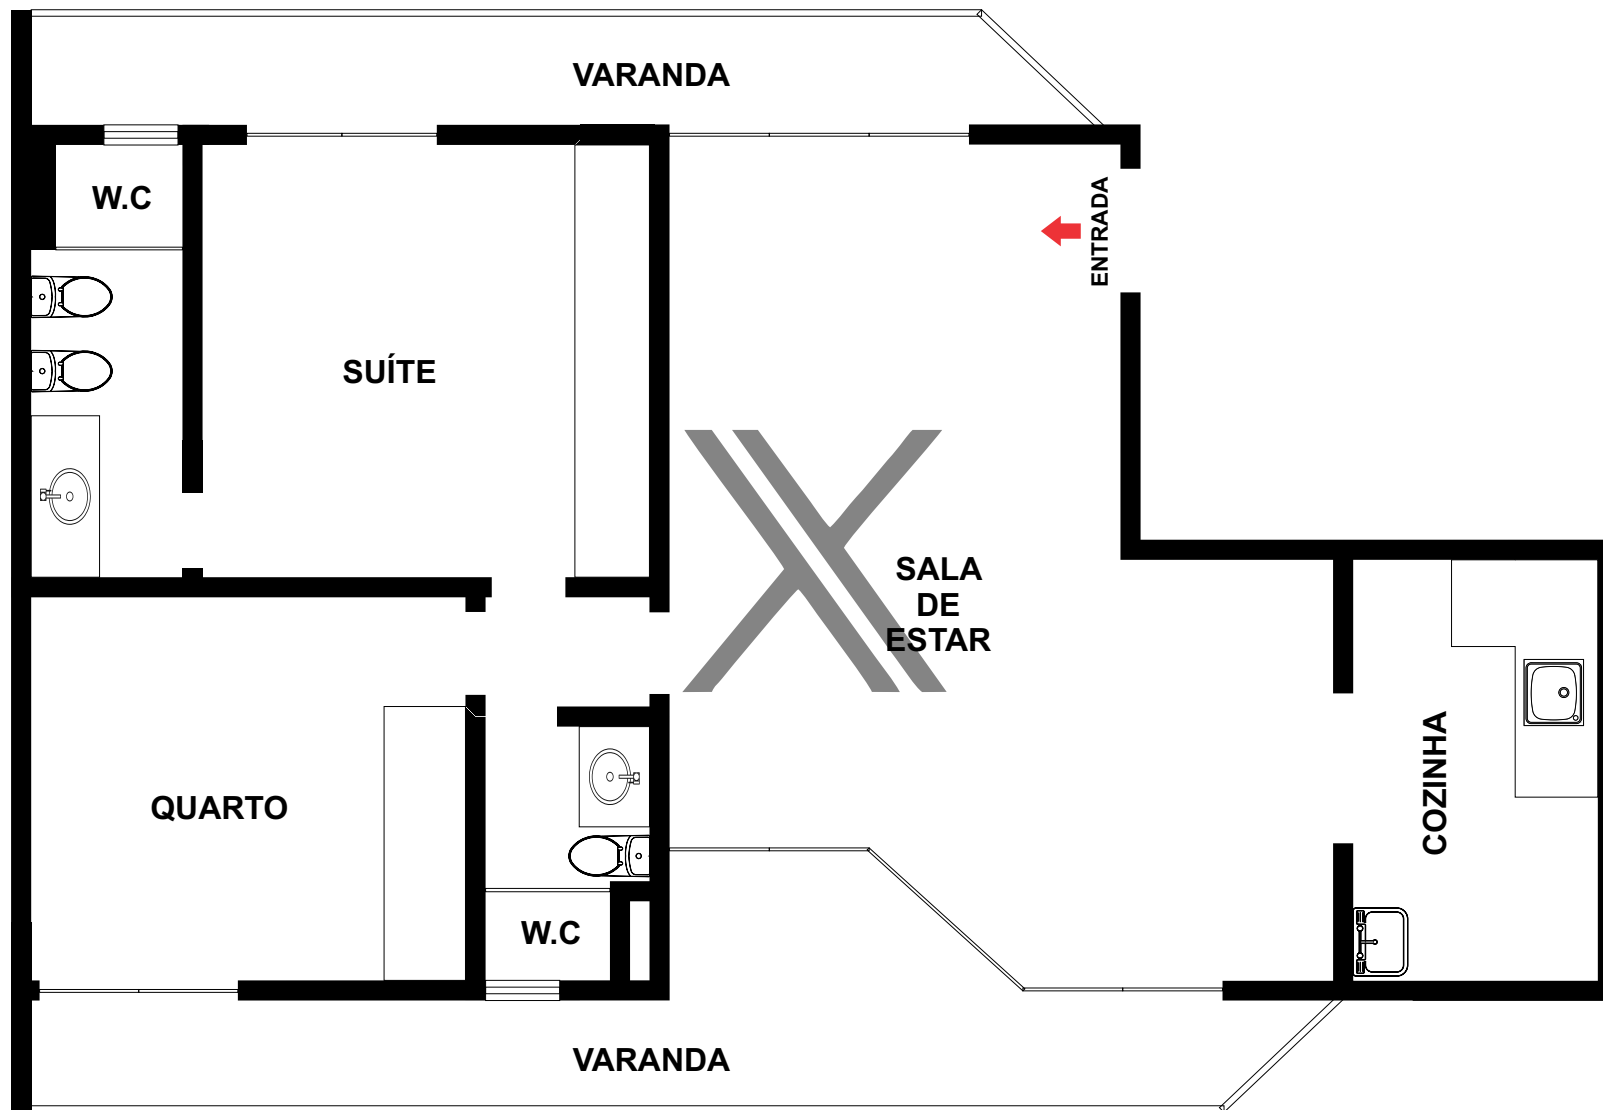 VARANDA
W.C
ENTRADA
SUÍTE
SALA
DE
ESTAR
QUARTO
COZINHA
W.C
VARANDA